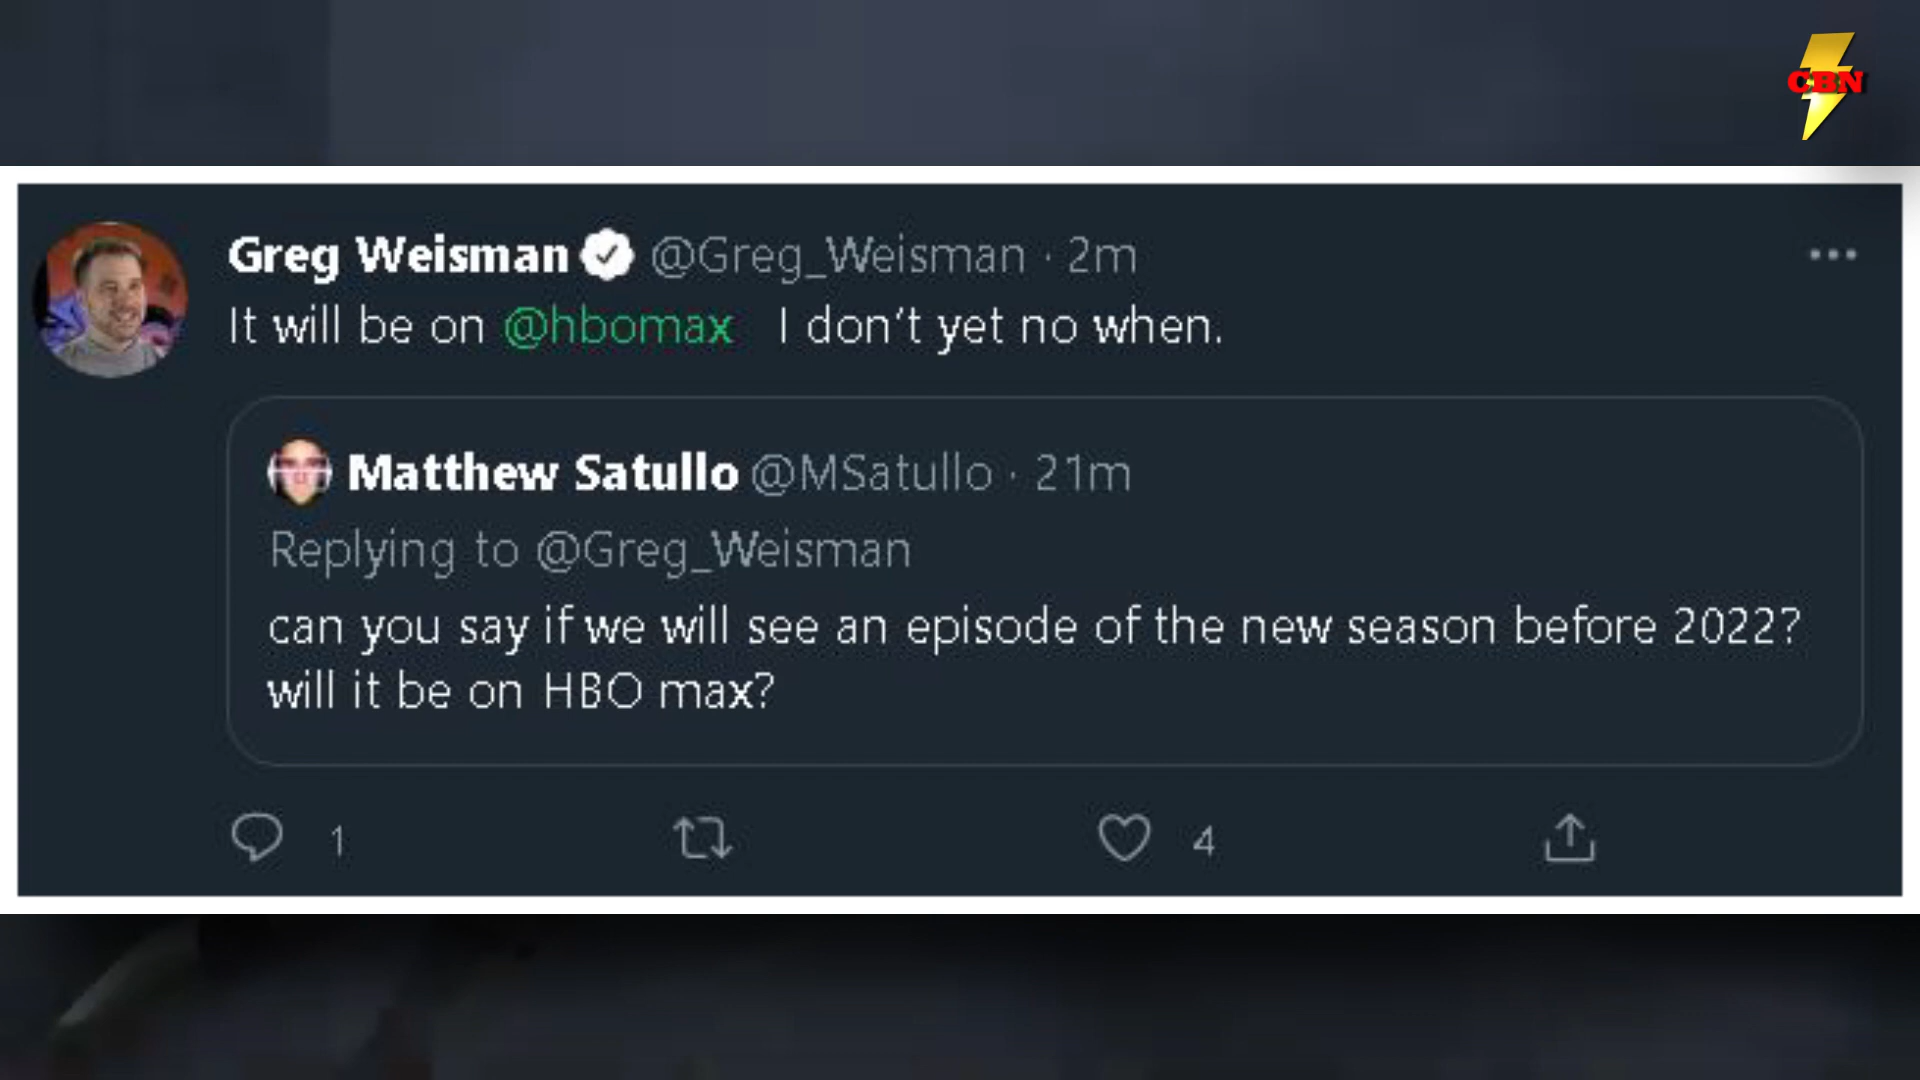 CBN
Greg Weisman @Greg_Weisman · 2m
It will be on @hbomax I don't yet no when.
Matthew Satullo @MSatullo · 21m
Replying to @Greg_Weisman
can you say if we will see an episode of the new season before 2022?
will it be on HBO max?
1 4